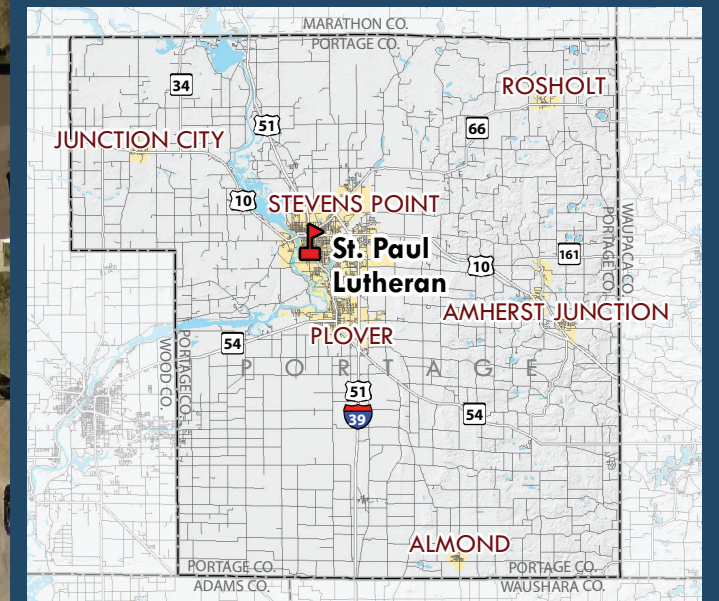 MARATHON CO.
PORTAGE CO.
34
ROSHOLT
51
66
JUNCTION CITY
10
STEVENS POINT
WAUPACA CO.
PORTAGE CO.
St. Paul
Lutheran
161
10
AMHERST JUNCTION
PLOVER
54
PORTAGE CO.
WOOD CO.
PORTAGE
51
39
54
ALMOND
PORTAGE CO.
ADAMS CO.
PORTAGE CO.
WAUSHARA CO.